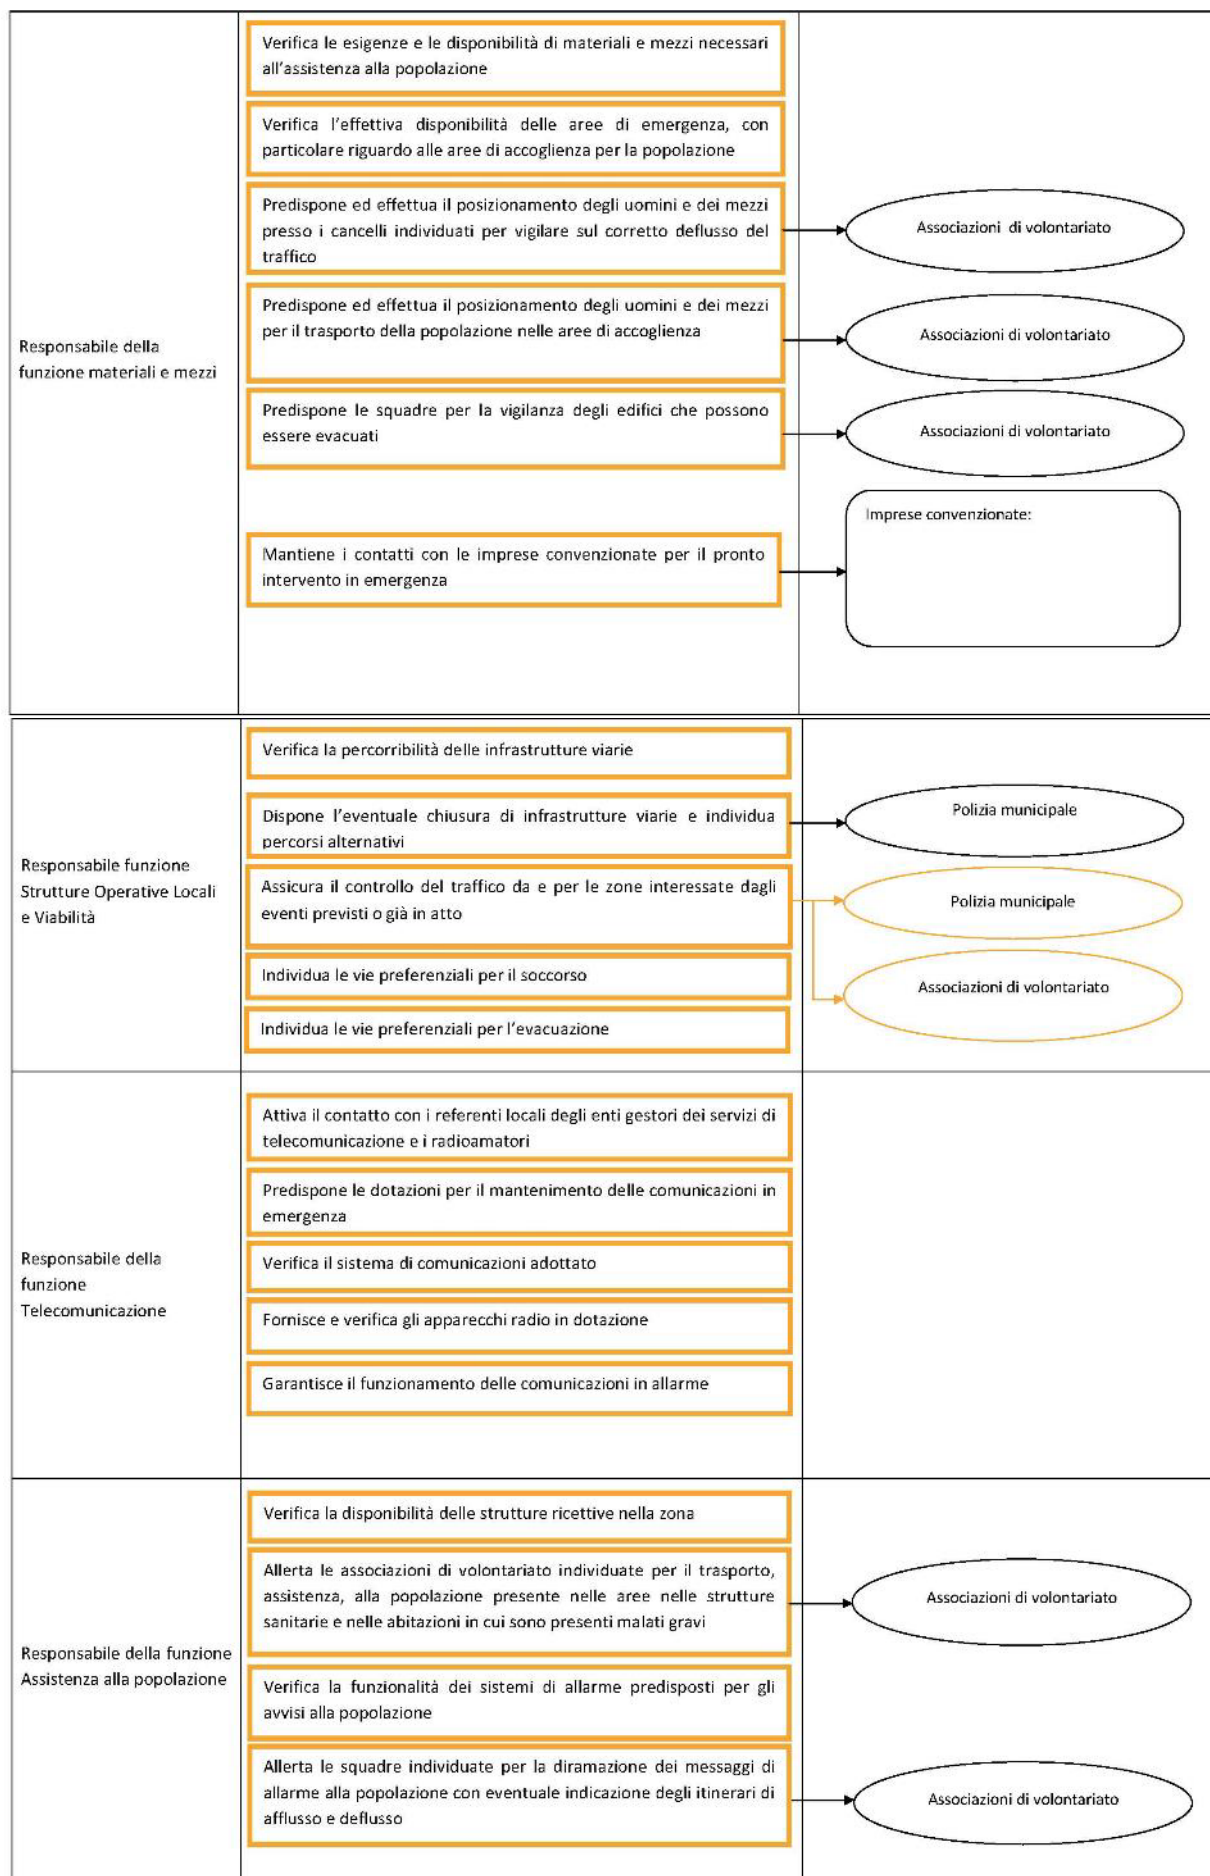 Verifica le esigenze e le disponibilità di materiali e mezzi necessari
all'assistenza alla popolazione
Verifica l'effettiva disponibilità delle aree di emergenza, con
particolare riguardo alle aree di accoglienza per la popolazione
Predispone ed effettua il posizionamento degli uomini e dei mezzi
presso i cancelli individuati per vigilare sul corretto deflusso del
traffico
Associazioni di volontariato
Responsabile della
funzione materiali e mezzi
Predispone ed effettua il posizionamento degli uomini e dei mezzi
per il trasporto della popolazione nelle aree di accoglienza
Associazioni di volontariato
Predispone le squadre per la vigilanza degli edifici che possono
essere evacuati
Associazioni di volontariato
Mantiene i contatti con le imprese convenzionate per il pronto
intervento in emergenza
Imprese convenzionate:
Responsabile funzione
Strutture Operative Locali
e Viabilità
Verifica la percorribilità delle infrastrutture viarie
Dispone l'eventuale chiusura di infrastrutture viarie e individua
percorsi alternativi
Polizia municipale
Assicura il controllo del traffico da e per le zone interessate dagli
eventi previsti o già in atto
Polizia municipale
Associazioni di volontariato
Individua le vie preferenziali per il soccorso
Individua le vie preferenziali per l'evacuazione
Responsabile della
funzione
Telecomunicazione
Attiva il contatto con i referenti locali degli enti gestori dei servizi di
telecomunicazione e i radioamatori
Predispone le dotazioni per il mantenimento delle comunicazioni in
emergenza
Verifica il sistema di comunicazioni adottato
Fornisce e verifica gli apparecchi radio in dotazione
Garantisce il funzionamento delle comunicazioni in allarme
Responsabile della funzione
Assistenza alla popolazione
Verifica la disponibilità delle strutture ricettive nella zona
Allerta le associazioni di volontariato individuate per il trasporto,
assistenza, alla popolazione presente nelle aree nelle strutture
sanitarie e nelle abitazioni in cui sono presenti malati gravi
Associazioni di volontariato
Verifica la funzionalità dei sistemi di allarme predisposti per gli
avvisi alla popolazione
Allerta le squadre individuate per la diramazione dei messaggi di
allarme alla popolazione con eventuale indicazione degli itinerari di
afflusso e deflusso
Associazioni di volontariato